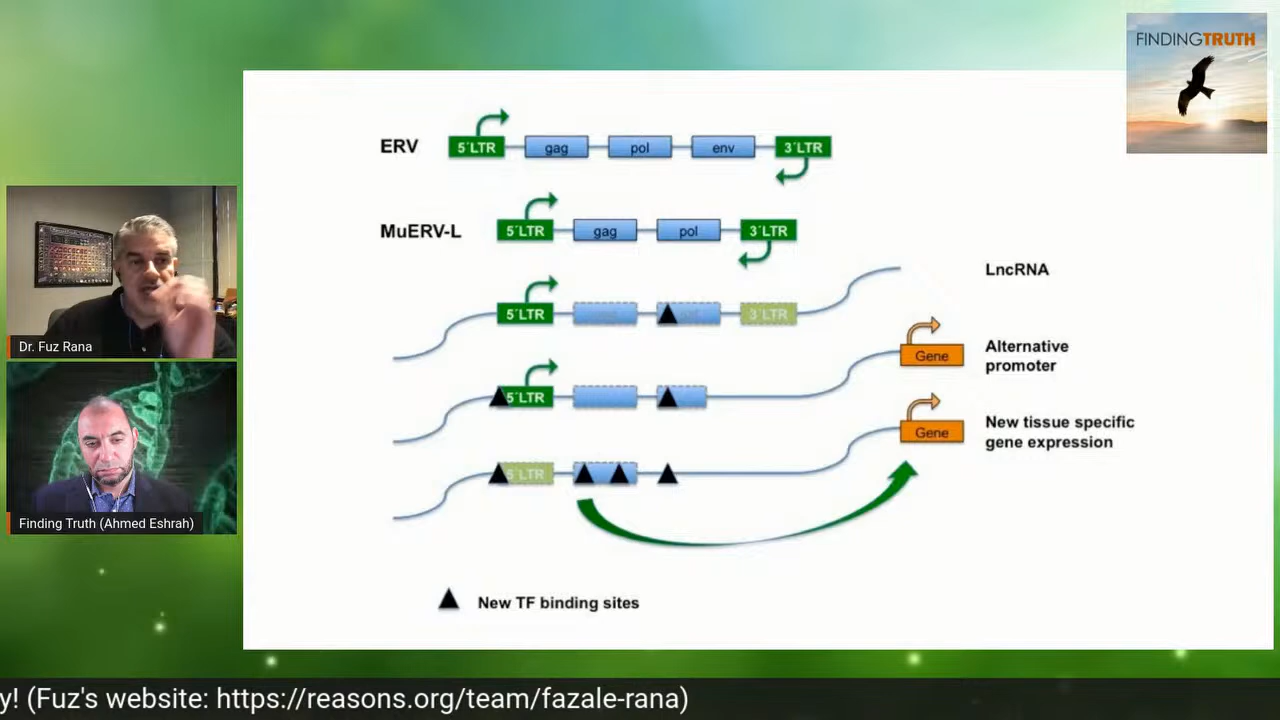 FINDINGTRUTH
ERV
5´LTR
gag
pol
env
3´LTR
MuERV-L
5´LTR
gag
pol
3´LTR
LncRNA
5´LTR
3´LTR
Alternative
promoter
Gene
5´LTR
New tissue specific
gene expression
Gene
5´LTR
New TF binding sites
Dr. Fuz Rana
Finding Truth (Ahmed Eshrah)
y! (Fuz's website: https://reasons.org/team/fazale-rana)